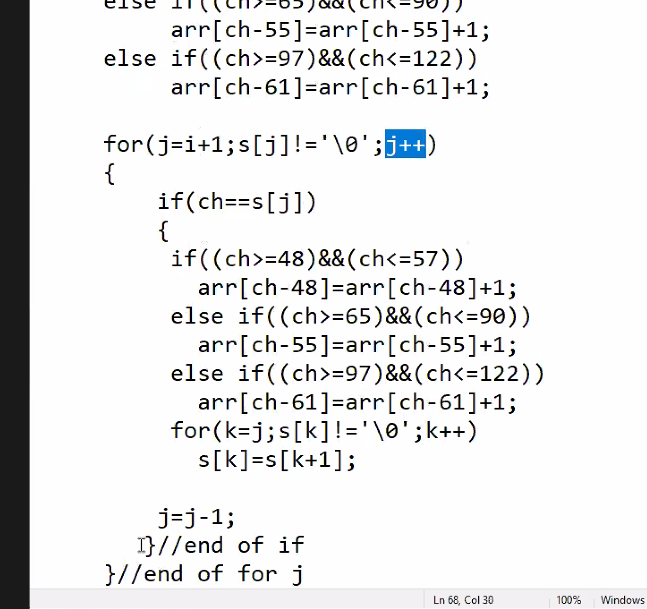 else if((ch>=65)&&(ch<=90))
arr[ch-55]=arr[ch-55]+1;
else if((ch>=97)&&(ch<=122))
arr[ch-61]=arr[ch-61]+1;
for(j=i+1;s[j]!='\0';j++)
{
if(ch==s[j])
{
if((ch>=48)&&(ch<=57))
arr[ch-48]=arr[ch-48]+1;
else if((ch>=65)&&(ch<=90))
arr[ch-55]=arr[ch-55]+1;
else if((ch>=97)&&(ch<=122))
arr[ch-61]=arr[ch-61]+1;
for(k=j;s[k]!='\0';k++)
s[k]=s[k+1];
j=j-1;
}//end of if
}//end of for j
Ln 68, Col 30 100% Windows